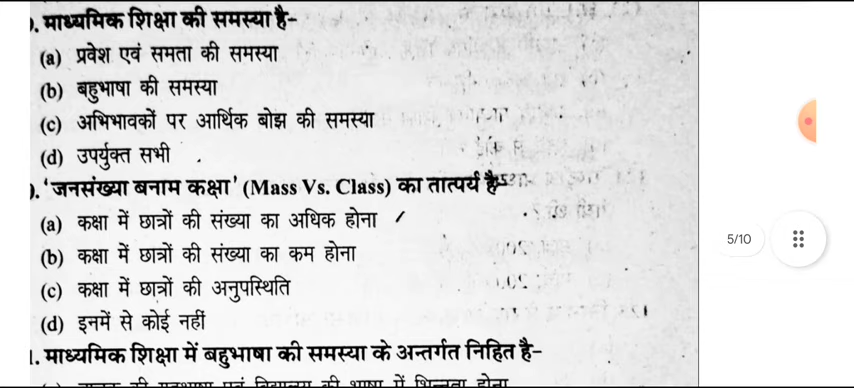 ). माध्यमिक शिक्षा की समस्या है-
(a) प्रवेश एवं समता की समस्या
(b) बहुभाषा की समस्या
(c) अभिभावकों पर आर्थिक बोझ की समस्या
(d) उपर्युक्त सभी
). 'जनसंख्या बनाम कक्षा' (Mass Vs. Class) का तात्पर्य है-
(a) कक्षा में छात्रों की संख्या का अधिक होना
(b) कक्षा में छात्रों की संख्या का कम होना
5/10
(c) कक्षा में छात्रों की अनुपस्थिति
(d) इनमें से कोई नहीं
. माध्यमिक शिक्षा में बहुभाषा की समस्या के अन्तर्गत निहित है-
की भाषा में भिन्नता होना